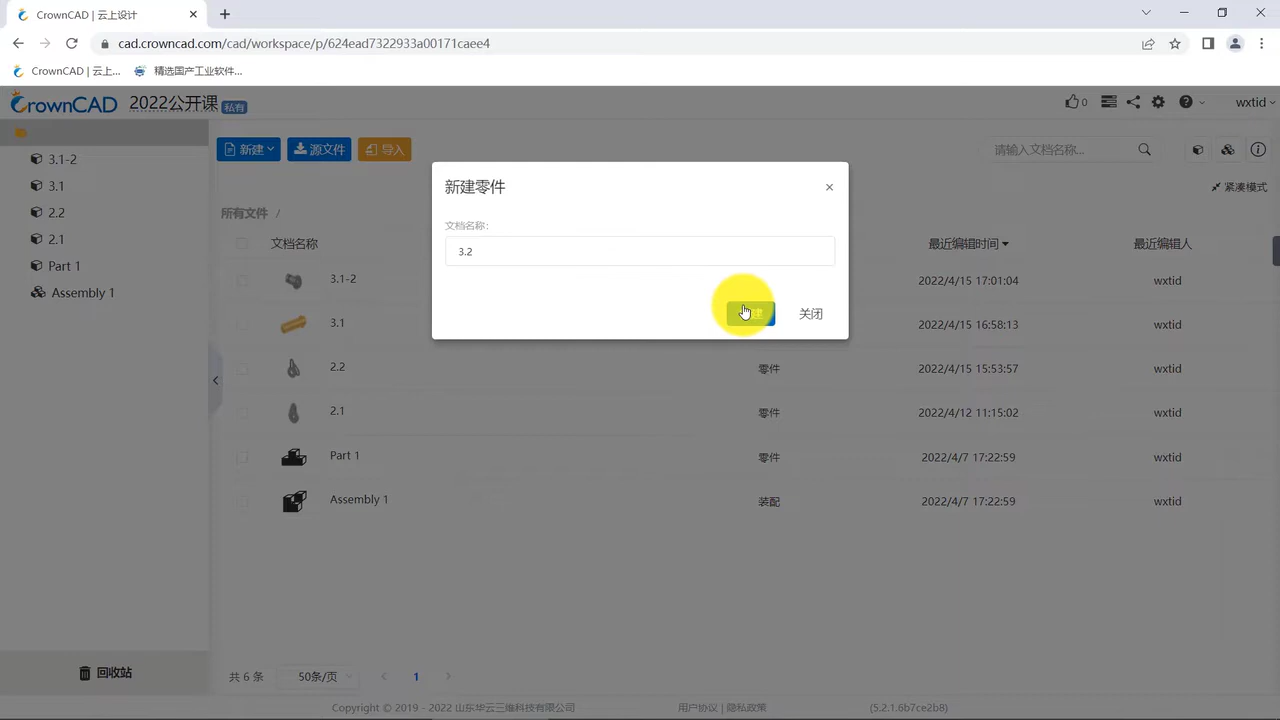 CrownCAD | 云上设计
cad.crowncad.com/cad/workspace/p/624ead7322933a00171caee4
CrownCAD | 云上... 精选国产工业软件...
CrownCAD 2022公开课 私有 0 wxtid
新建 源文件 导入 请输入文档名称...
3.1-2
3.1
2.2
2.1
Part 1
Assembly 1
新建零件
文档名称:
3.2
关闭
紧凑模式
所有文件 /
文档名称 最近编辑时间 最近编辑人
3.1-2 2022/4/15 17:01:04 wxtid
3.1 2022/4/15 16:58:13 wxtid
2.2 零件 2022/4/15 15:53:57 wxtid
2.1 零件 2022/4/12 11:15:02 wxtid
Part 1 零件 2022/4/7 17:22:59 wxtid
Assembly 1 装配 2022/4/7 17:22:59 wxtid
回收站 共 6 条 50条/页 1
Copyright © 2019 - 2022 山东华云三维科技有限公司 用户协议 | 隐私政策 (5.2.1.6b7ce2b8)